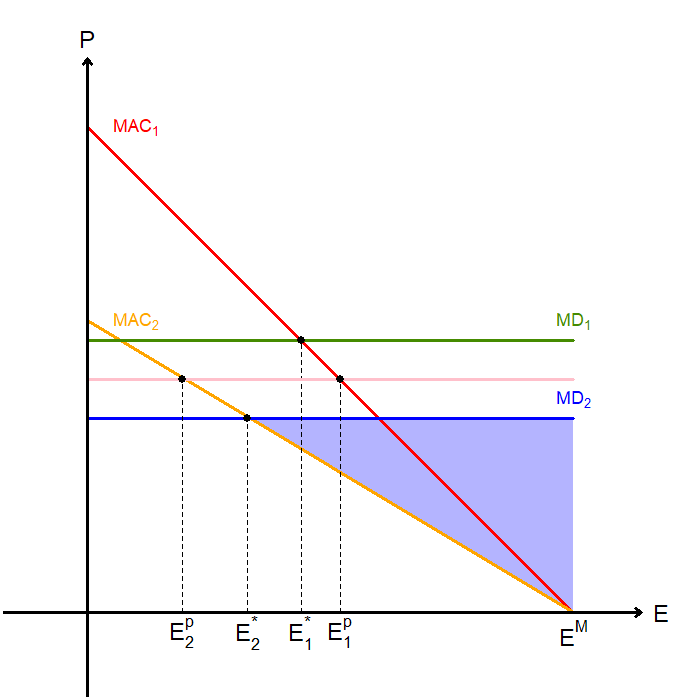 P
MAC₁
MAC₂
MD₁
MD₂
E
E₂ᵖ
E₂*
E₁*
E₁ᵖ
Eᴹ